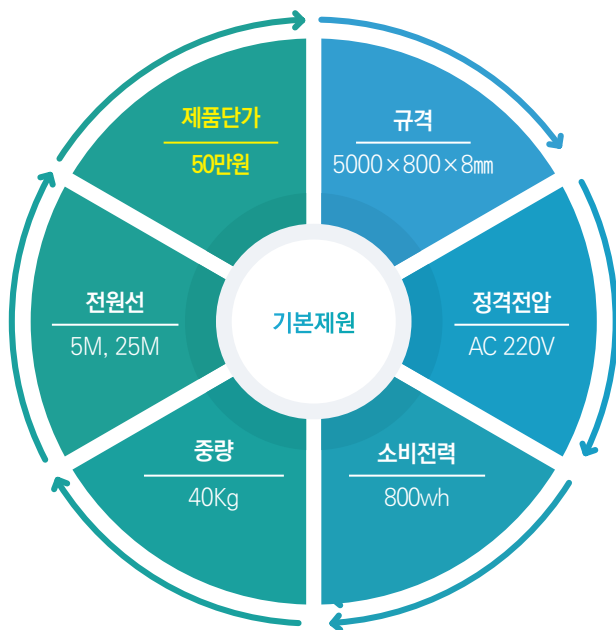 규격
5000×800×8㎜
정격전압
AC 220V
소비전력
800wh
중량
40Kg
전원선
5M, 25M
제품단가
50만원
기본제원